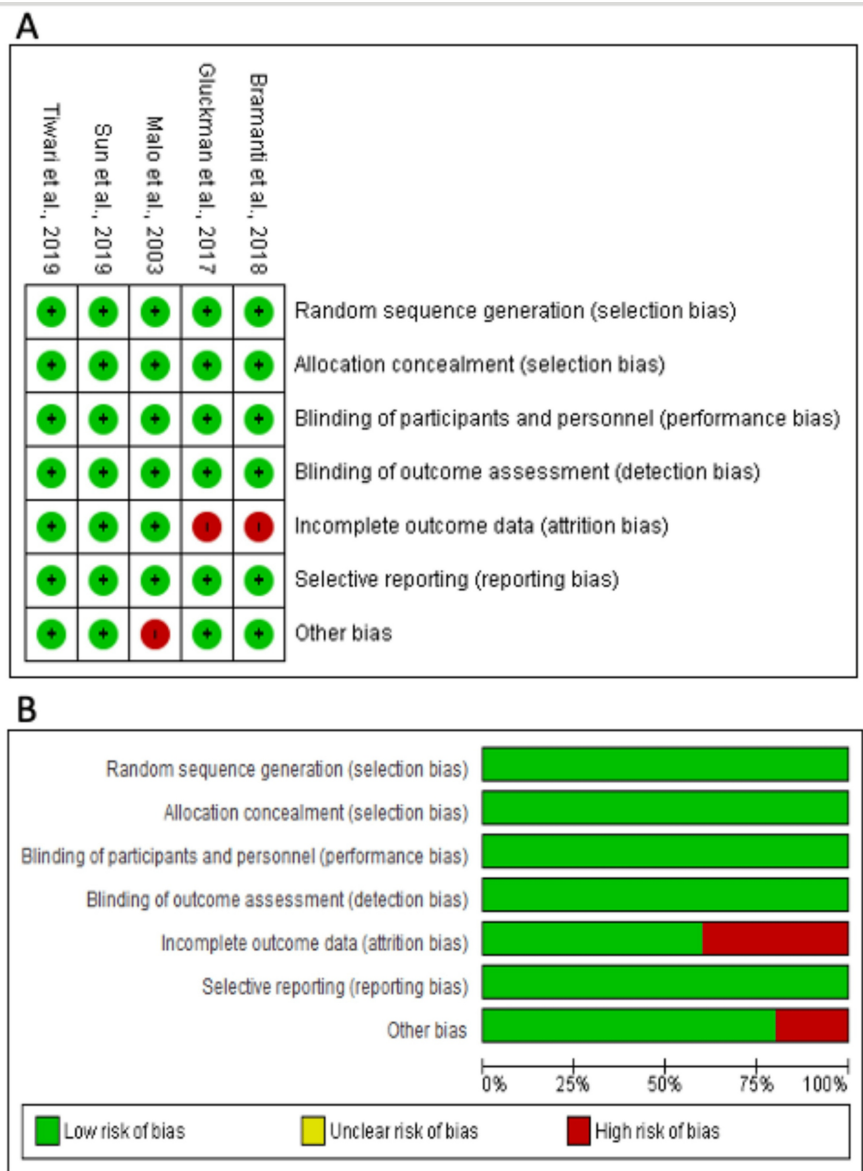 A
Tiwari et al., 2019
Sun et al., 2019
Malo et al., 2003
Gluckman et al., 2017
Bramanti et al., 2018
+ + + + + Random sequence generation (selection bias)
+ + + + + Allocation concealment (selection bias)
+ + + + + Blinding of participants and personnel (performance bias)
+ + + + + Blinding of outcome assessment (detection bias)
+ + + - - Incomplete outcome data (attrition bias)
+ + + + + Selective reporting (reporting bias)
+ + - + + Other bias
B
Random sequence generation (selection bias)
Allocation concealment (selection bias)
Blinding of participants and personnel (performance bias)
Blinding of outcome assessment (detection bias)
Incomplete outcome data (attrition bias)
Selective reporting (reporting bias)
Other bias
0% 25% 50% 75% 100%
Low risk of bias Unclear risk of bias High risk of bias